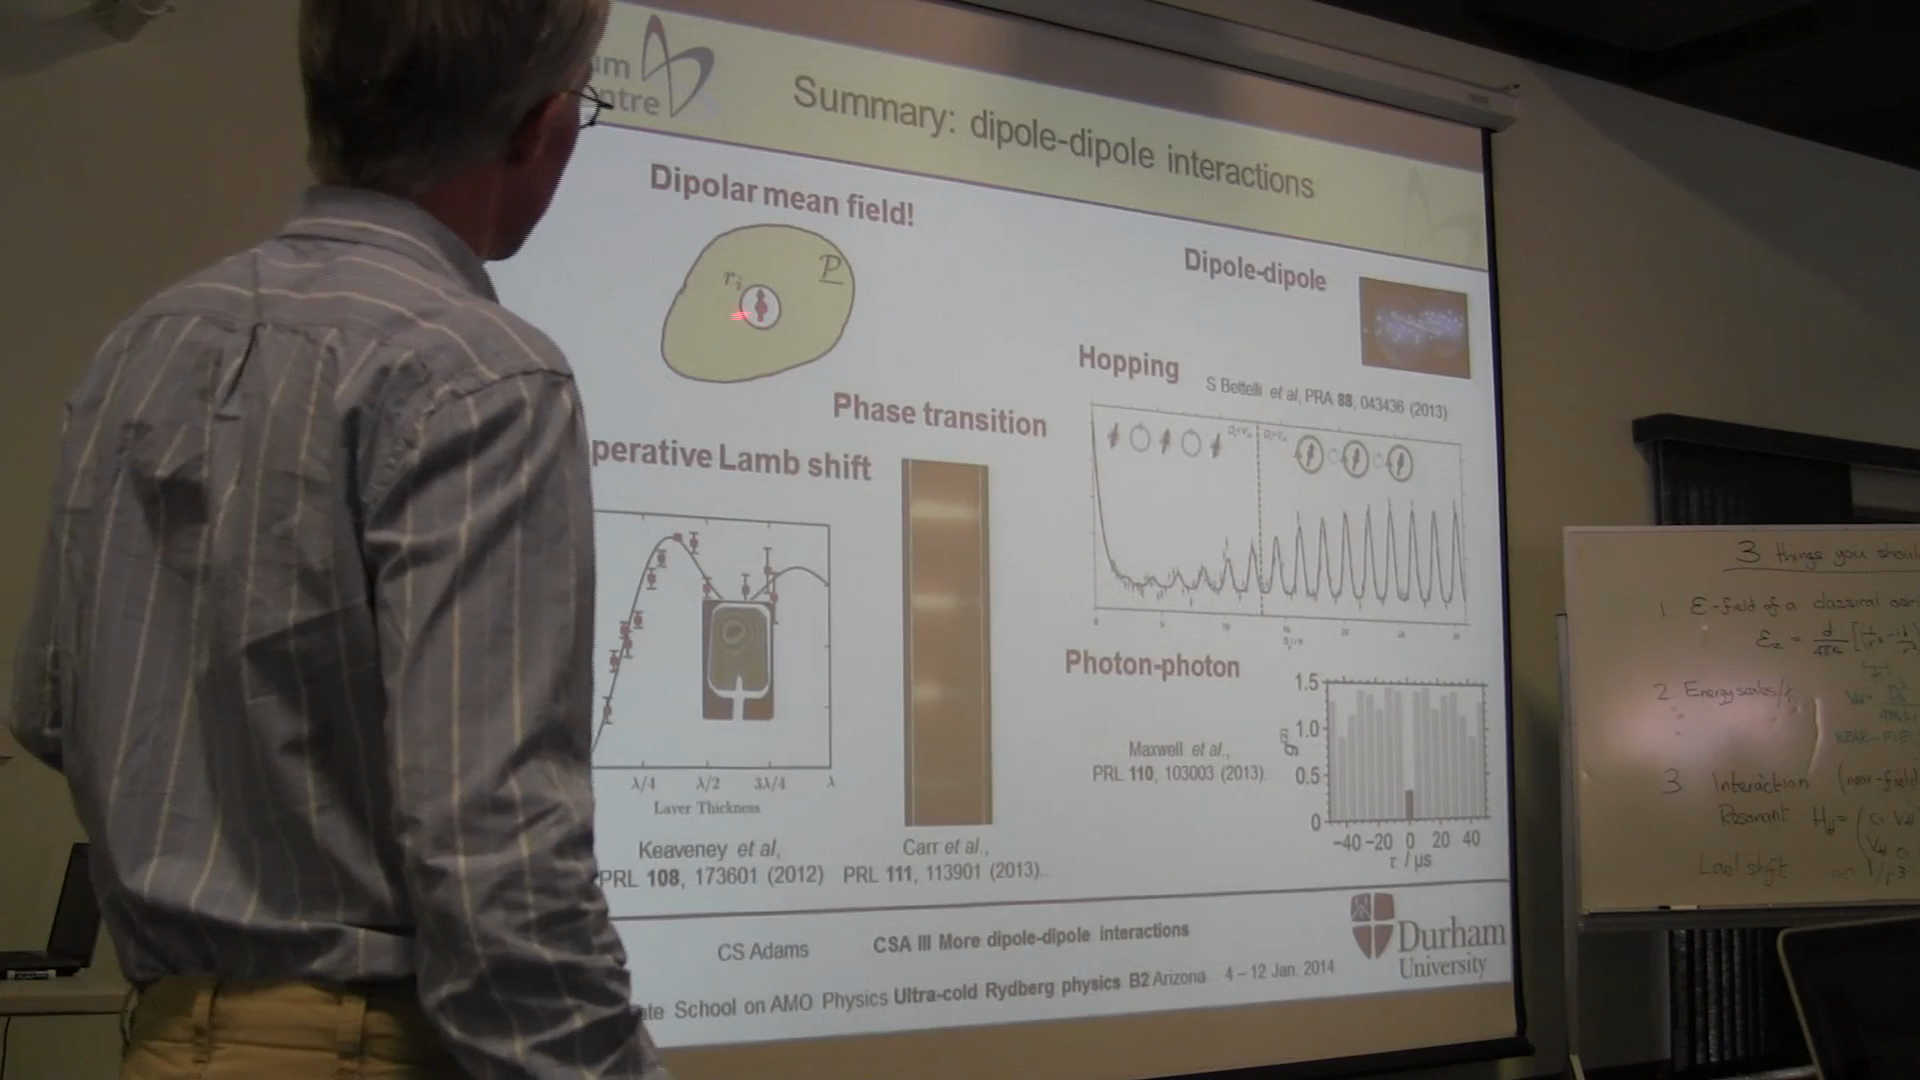 Summary: dipole-dipole interactions
Dipolar mean field!
r_i
P
Dipole-dipole
Hopping
S Bettelli et al, PRA 88, 043436 (2013)
Phase transition
perative Lamb shift
λ/4 λ/2 3λ/4 λ
Layer Thickness
Keaveney et al,
PRL 108, 173601 (2012)
Carr et al.,
PRL 111, 113901 (2013)..
Photon-photon
Maxwell et al.,
PRL 110, 103003 (2013).
1.5
1.0
0.5
0
−40 −20 0 20 40
τ / µs
CS Adams
CSA III More dipole-dipole interactions
ate School on AMO Physics Ultra-cold Rydberg physics B2 Arizona 4 – 12 Jan. 2014
Durham
University
um
entre
3 things you shoul
1. E-field of a classical
2 Energy scales/
3 Interaction (near-field
Resonant